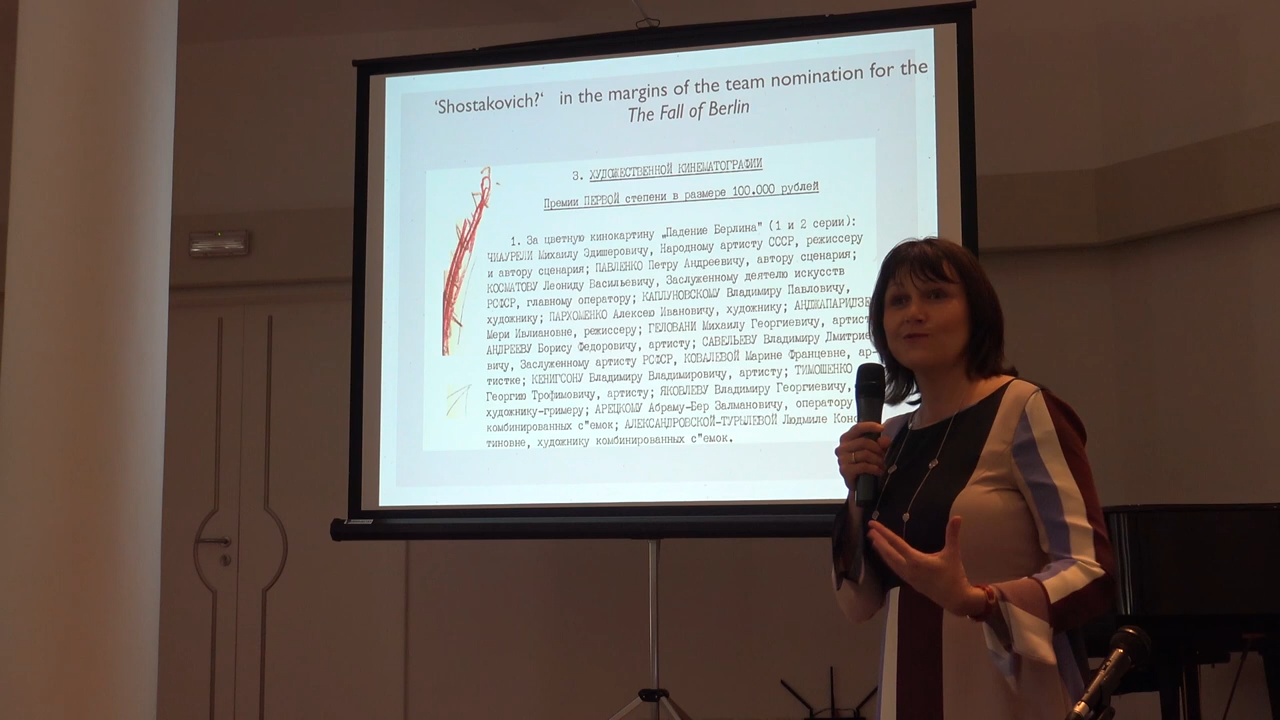 ‘Shostakovich?‘ in the margins of the team nomination for the
The Fall of Berlin
3. ХУДОЖЕСТВЕННОЙ КИНЕМАТОГРАФИИ
Премии ПЕРВОЙ степени в размере 100.000 рублей
1. За цветную кинокартину „Падение Берлина" (1 и 2 серии):
ЧИАУРЕЛИ Михаилу Эдишеровичу, Народному артисту СССР, режиссеру
и автору сценария; ПАВЛЕНКО Петру Андреевичу, автору сценария;
КОСМАТОВУ Леониду Васильевичу, Заслуженному деятелю искусств
РСФСР, главному оператору; КАПЛУНОВСКОМУ Владимиру Павловичу,
художнику; ПАРХОМЕНКО Алексею Ивановичу, художнику; АНДЖАПАРИДЗЕ
Мери Ивлиановне, режиссеру; ГЕЛОВАНИ Михаилу Георгиевичу, артист
АНДРЕЕВУ Борису Федоровичу, артисту; САВЕЛЬЕВУ Владимиру Дмитрие
вичу, Заслуженному артисту РСФСР, КОВАЛЕВОЙ Марине Францевне, ар-
тистке; КЕНИГСОНУ Владимиру Владимировичу, артисту; ТИМОШЕНКО
Георгию Трофимовичу, артисту; ЯКОВЛЕВУ Владимиру Георгиевичу,
художнику-гримеру; АРЕЦКОМУ Абраму-Бер Залмановичу, оператору
комбинированных с"емок; АЛЕКСАНДРОВСКОЙ-ТУРЫЛЕВОЙ Людмиле Конс
тиновне, художнику комбинированных с"емок.